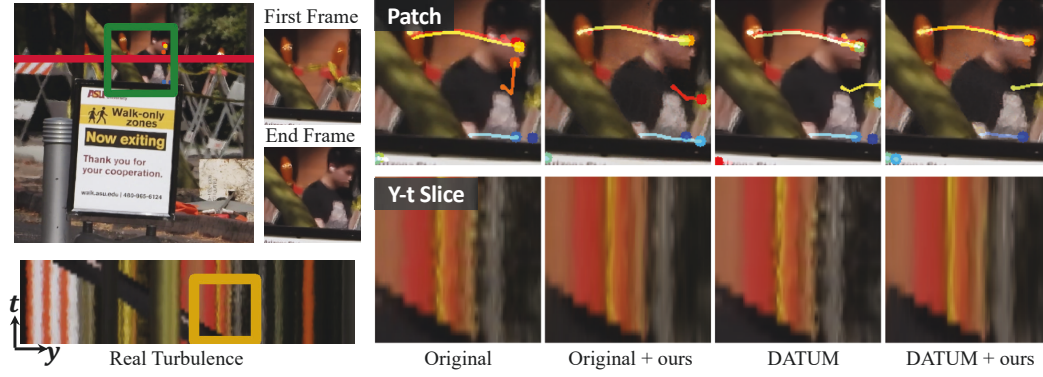 First Frame
End Frame
Patch
Y-t Slice
ASU
Walk-only
zones
Now exiting
Thank you for
your cooperation.
walk.asu.edu | 480-965-6124
t
y
Real Turbulence
Original
Original + ours
DATUM
DATUM + ours